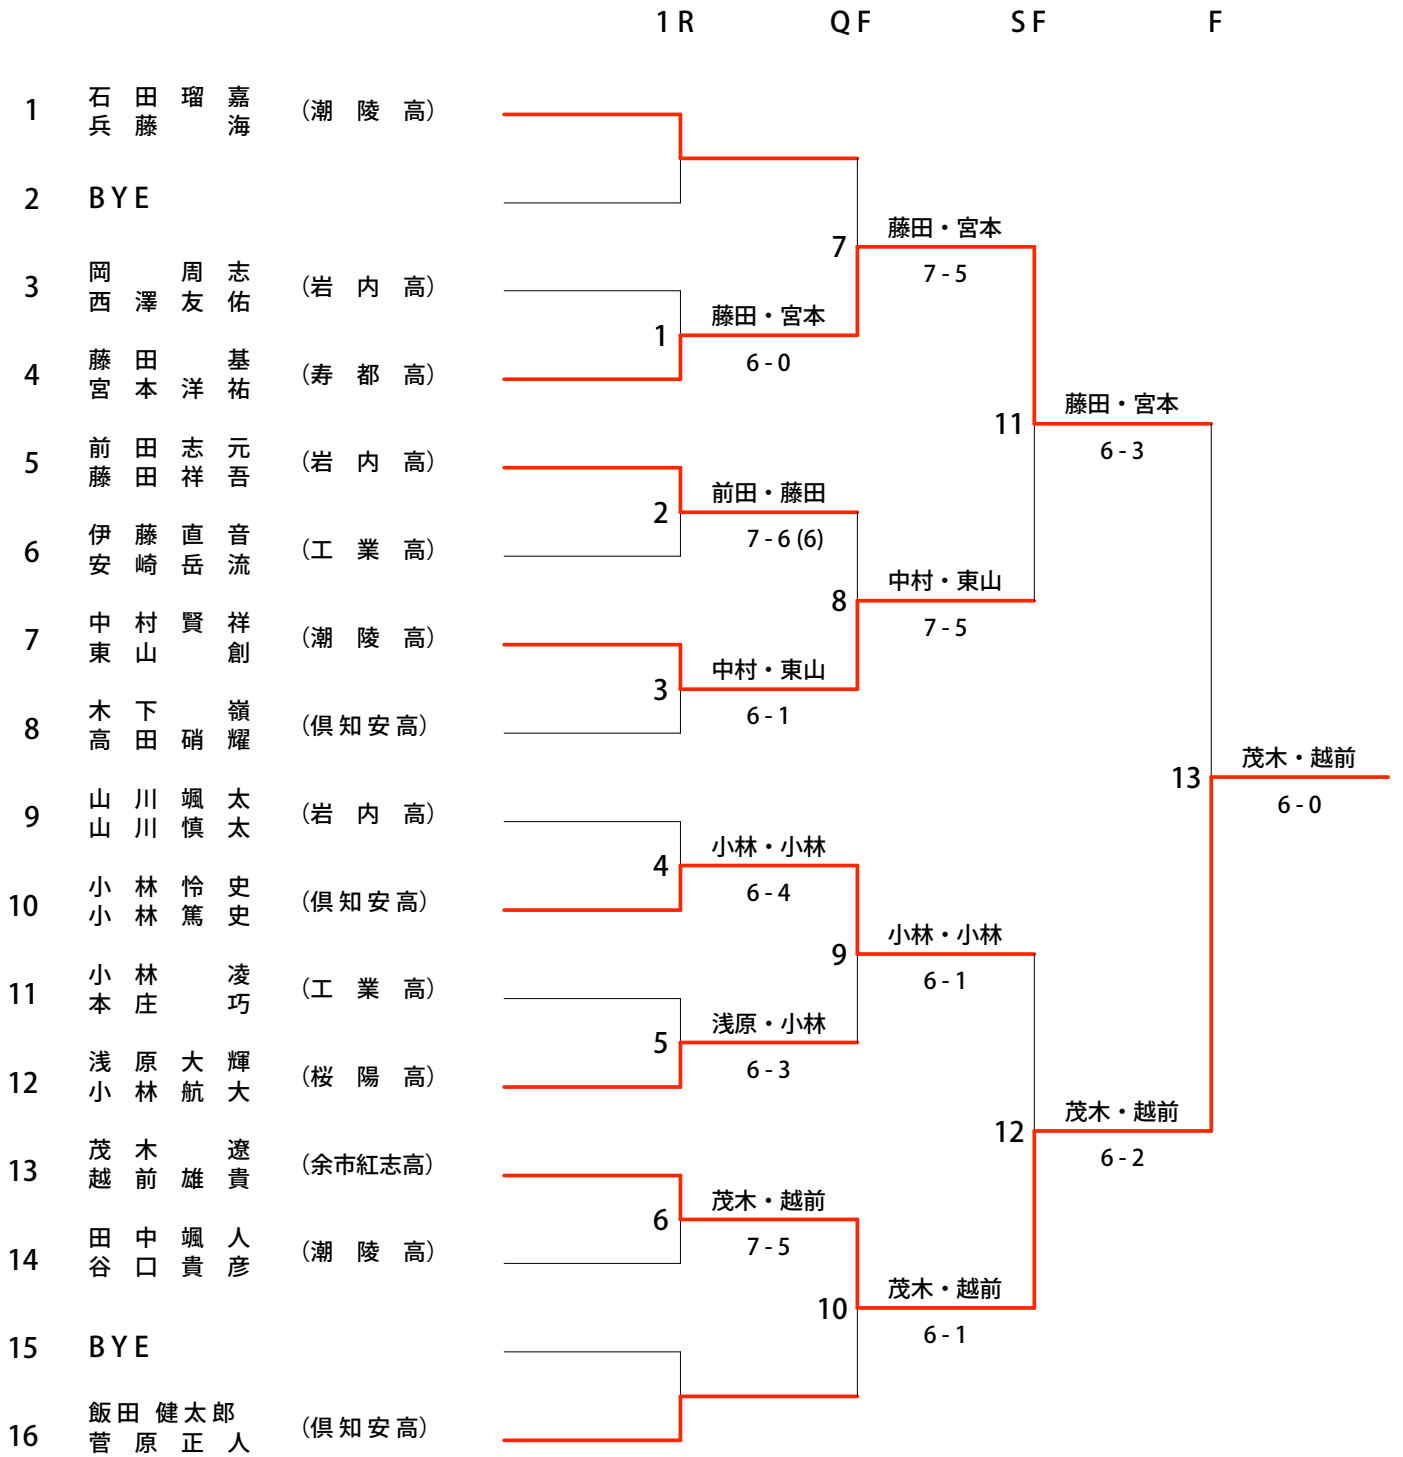 1R QF SF F
1 石田瑠嘉 兵藤海 (潮陵高)
2 BYE
藤田・宮本
7
7-5
3 岡周志 西澤友佑 (岩内高)
藤田・宮本
1
6-0
4 藤田基 宮本洋祐 (寿都高)
藤田・宮本
11
6-3
5 前田志元 藤田祥吾 (岩内高)
前田・藤田
2
7-6(6)
6 伊藤直音 安崎岳流 (工業高)
中村・東山
8
7-5
7 中村賢祥 東山創 (潮陵高)
中村・東山
3
6-1
8 木下嶺 高田硝耀 (倶知安高)
茂木・越前
13
6-0
9 山川颯太 山川慎太 (岩内高)
小林・小林
4
6-4
10 小林怜史 小林篤史 (倶知安高)
小林・小林
9
6-1
11 小林凌 本庄巧 (工業高)
浅原・小林
5
6-3
12 浅原大輝 小林航大 (桜陽高)
茂木・越前
12
6-2
13 茂木遼 越前雄貴 (余市紅志高)
茂木・越前
6
7-5
14 田中颯人 谷口貴彦 (潮陵高)
茂木・越前
10
6-1
15 BYE
16 飯田健太郎 菅原正人 (倶知安高)